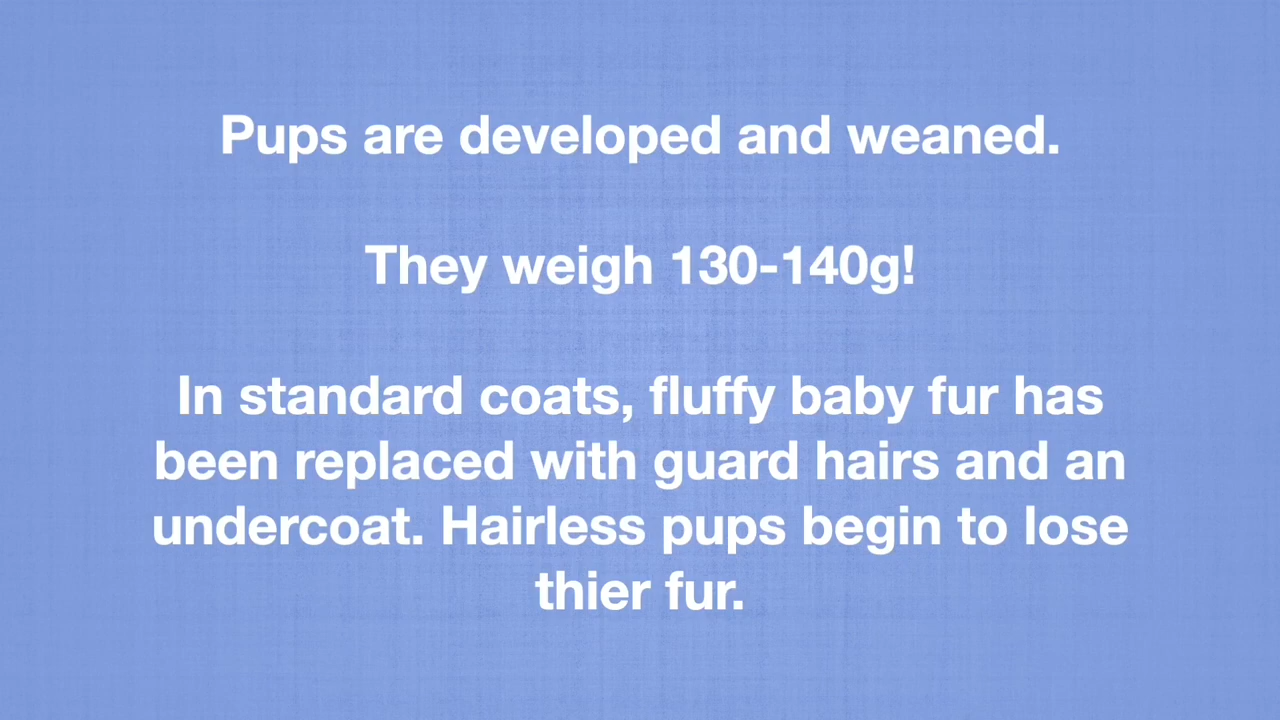 Pups are developed and weaned.
They weigh 130-140g!
In standard coats, fluffy baby fur has
been replaced with guard hairs and an
undercoat. Hairless pups begin to lose
thier fur.